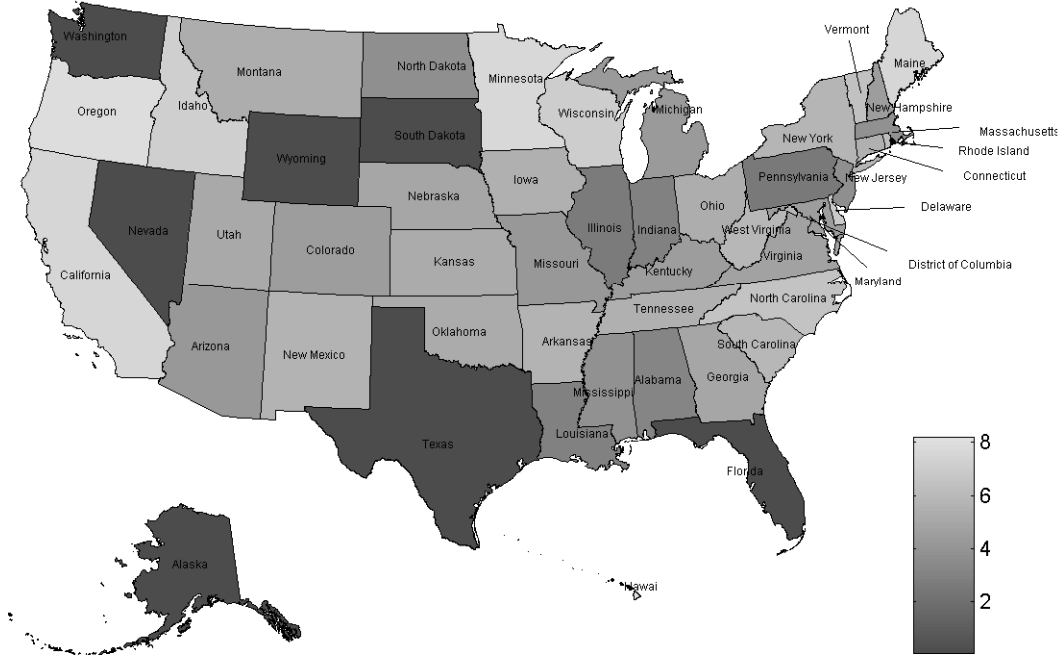 Washington
Vermont
Maine
Montana
North Dakota
Minnesota
Oregon
Idaho
Wisconsin
Michigan
New Hampshire
South Dakota
New York
Massachusetts
Rhode Island
Wyoming
Connecticut
Pennsylvania
New Jersey
Iowa
Nebraska
Ohio
Delaware
Nevada
Utah
Illinois
Indiana
West Virginia
Colorado
Kansas
Missouri
Virginia
District of Columbia
California
Kentucky
Maryland
North Carolina
Tennessee
Oklahoma
Arkansas
South Carolina
Arizona
New Mexico
Georgia
Alabama
Mississippi
Louisiana
Texas
Florida
Alaska
Hawai
8
6
4
2